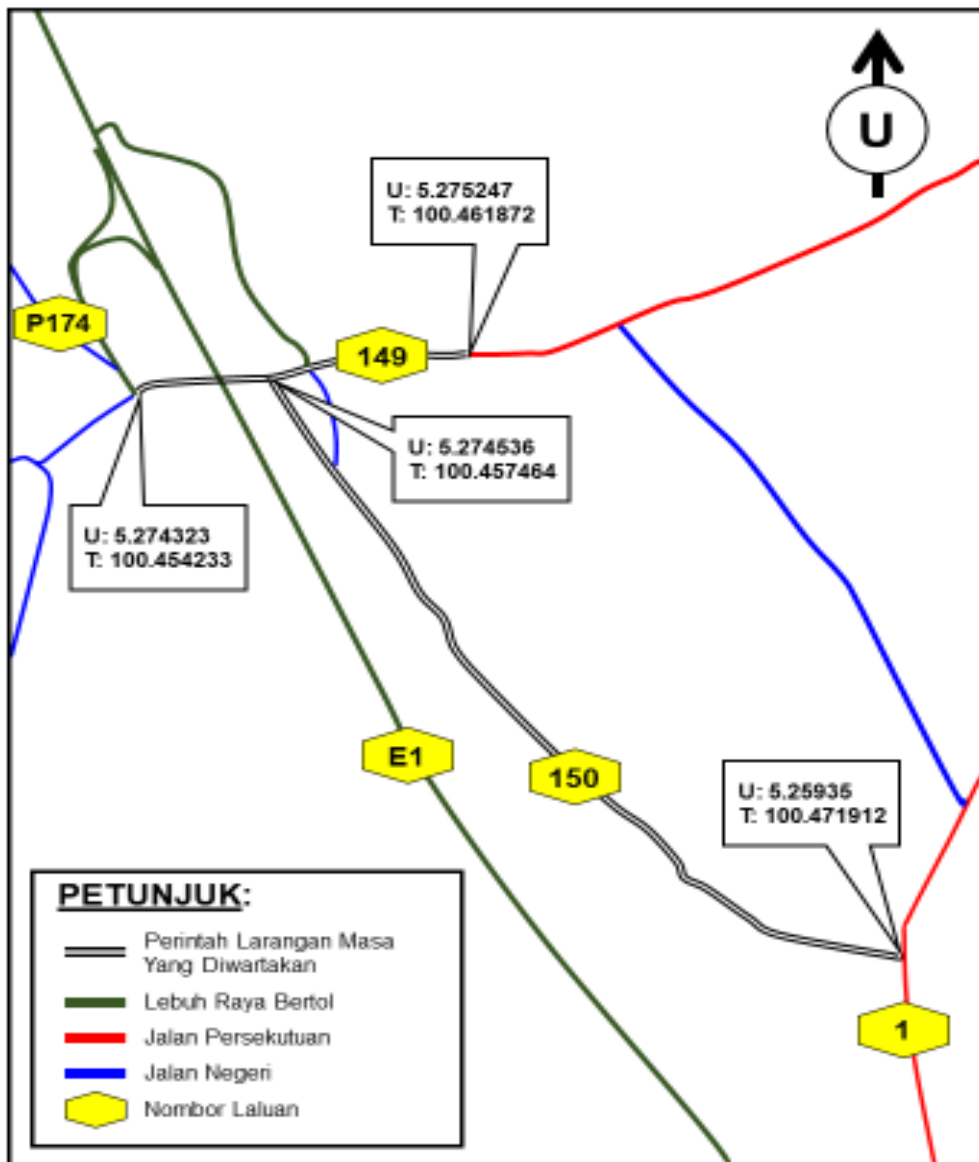 U
U: 5.275247
T: 100.461872
P174
149
U: 5.274536
T: 100.457464
U: 5.274323
T: 100.454233
E1
150
U: 5.25935
T: 100.471912
1
PETUNJUK:
Perintah Larangan Masa
Yang Diwartakan
Lebuh Raya Bertol
Jalan Persekutuan
Jalan Negeri
Nombor Laluan